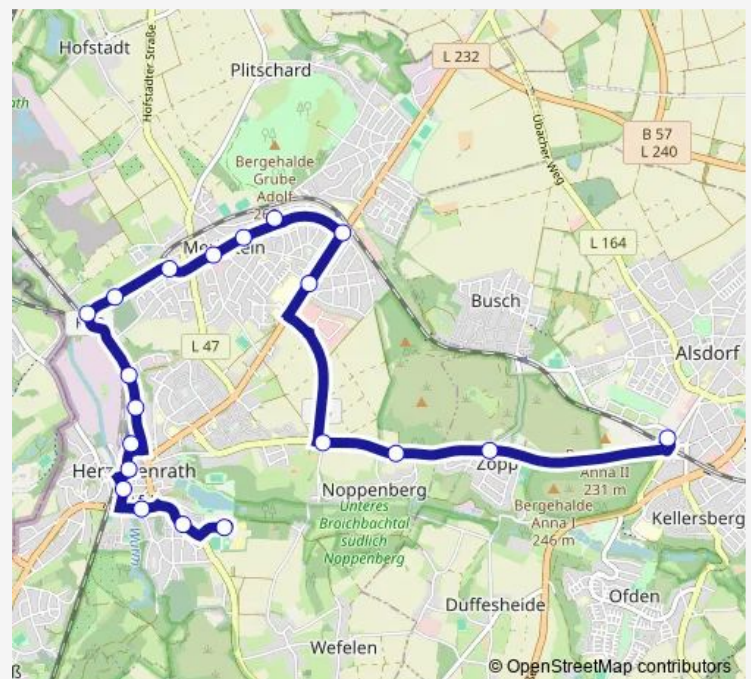 Hofstadt
Hofstadter Straße
Plitschard
L 232
Übacher Weg
B 57
L 240
Bergehalde
Grube
Adolf
L 164
Busch
L 47
Alsdorf
Noppenberg
Anna II
231 m
Bergehalde
Anna I
246 m
Kellersberg
Unteres
Broichbachtal
südlich
Noppenberg
Wurm
Duffesheide
Ofden
Wefelen
© OpenStreetMap contributors